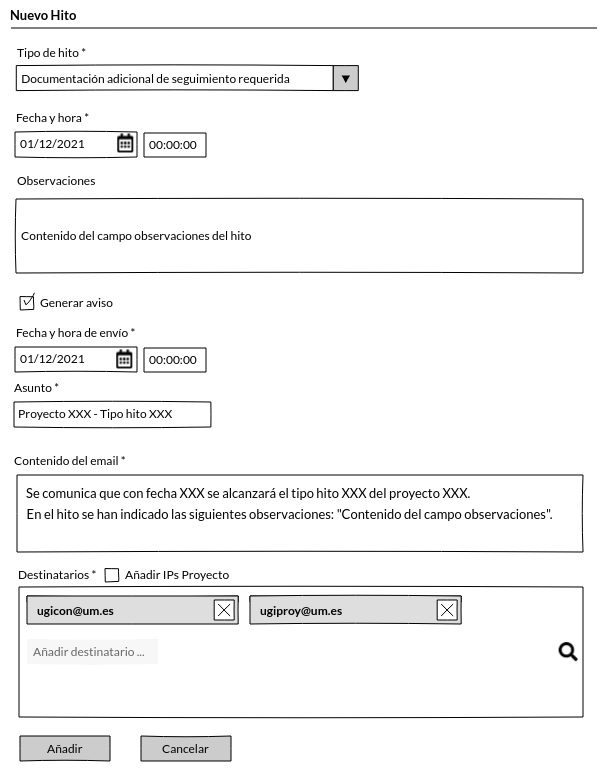 Nuevo Hito
Tipo de hito *
Documentación adicional de seguimiento requerida
Fecha y hora *
01/12/2021 00:00:00
Observaciones
Contenido del campo observaciones del hito
Generar aviso
Fecha y hora de envío *
01/12/2021 00:00:00
Asunto *
Proyecto XXX - Tipo hito XXX
Contenido del email *
Se comunica que con fecha XXX se alcanzará el tipo hito XXX del proyecto XXX.
En el hito se han indicado las siguientes observaciones: "Contenido del campo observaciones".
Destinatarios * Añadir IPs Proyecto
ugicon@um.es ugiproy@um.es
Añadir destinatario ...
Añadir Cancelar